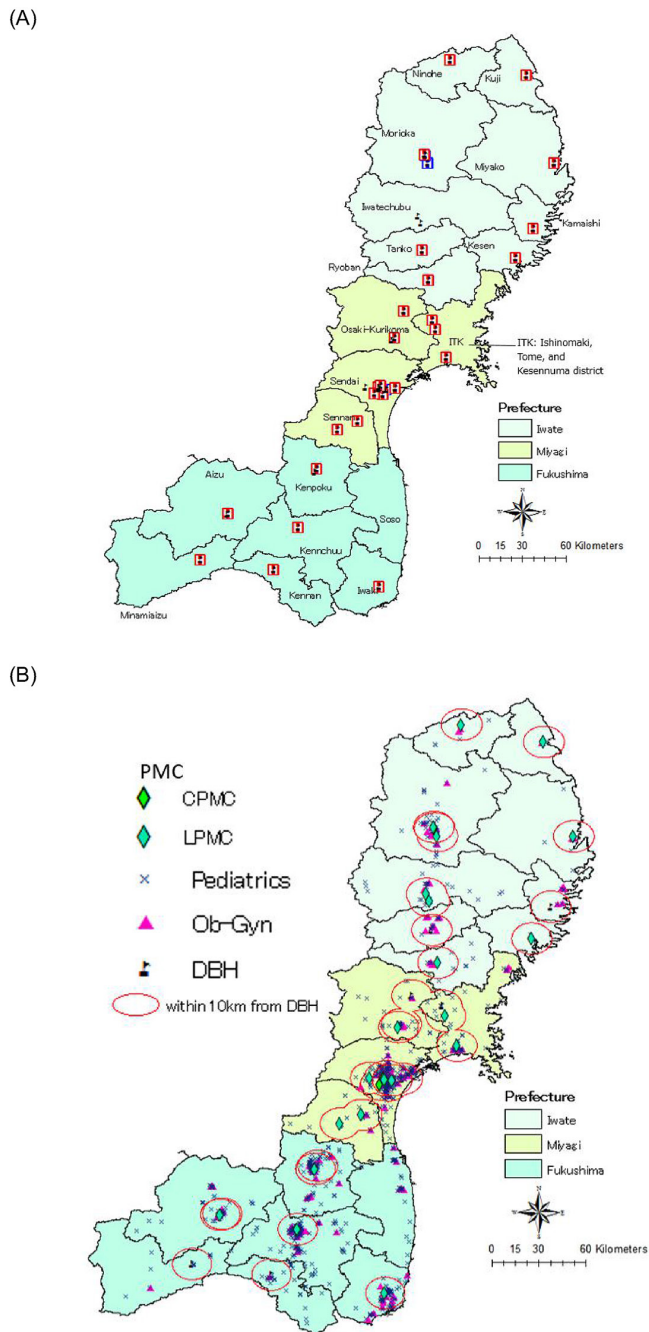 (A)
Ninohe
Kuji
Morioka
Miyako
Iwatechubu
Kamaishi
Tanko
Kesen
Ryoban
Osaki-Kurikoma
ITK
ITK: Ishinomaki,
Tome, and
Kesennuma district
Sendai
Sennan
Prefecture
Iwate
Miyagi
Fukushima
Aizu
Kenpoku
Soso
Kennchuu
N
W
E
S
Iwaki
Kennan
Minamiaizu
0 15 30 60 Kilometers
(B)
PMC
CPMC
LPMC
Pediatrics
Ob-Gyn
DBH
within 10km from DBH
Prefecture
Iwate
Miyagi
Fukushima
N
W
E
S
0 15 30 60 Kilometers